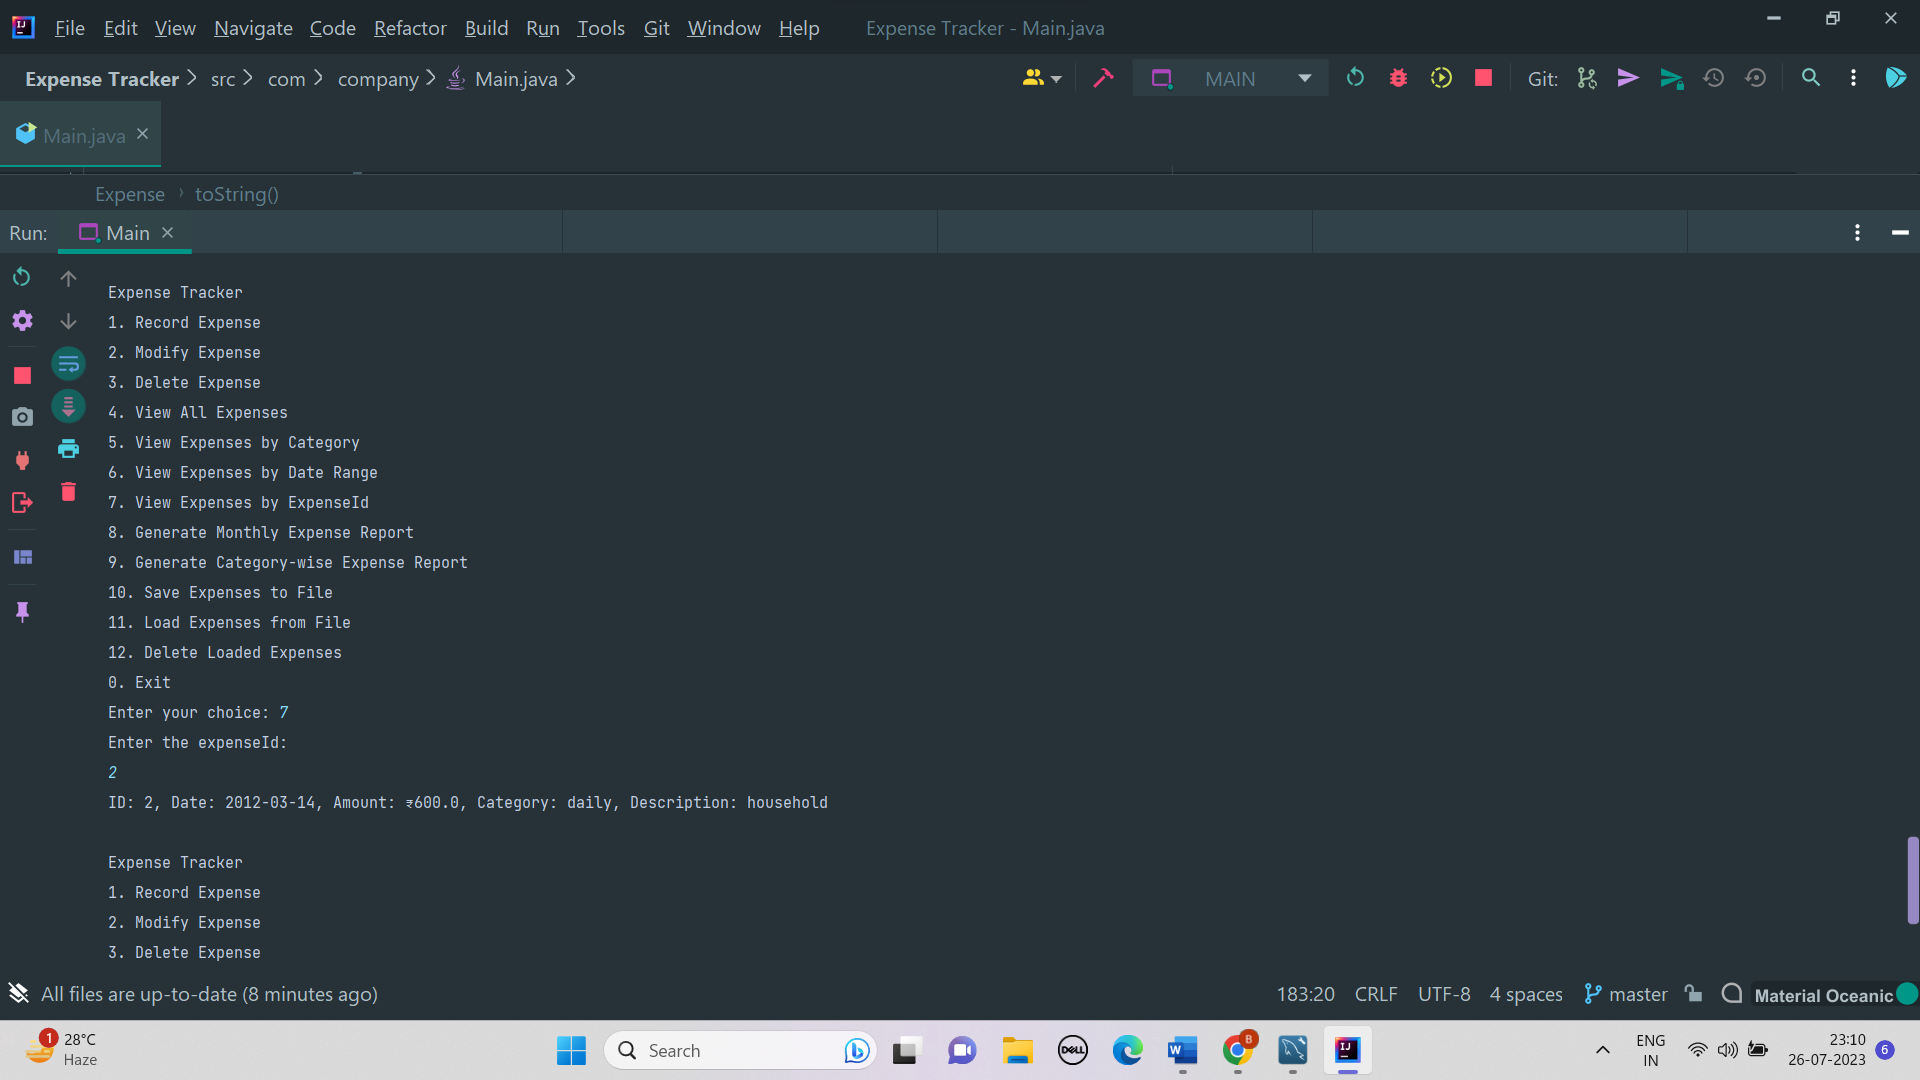 File Edit View Navigate Code Refactor Build Run Tools Git Window Help Expense Tracker - Main.java
Expense Tracker src com company Main.java MAIN Git:
Main.java
Expense toString()
Run: Main
Expense Tracker
1. Record Expense
2. Modify Expense
3. Delete Expense
4. View All Expenses
5. View Expenses by Category
6. View Expenses by Date Range
7. View Expenses by ExpenseId
8. Generate Monthly Expense Report
9. Generate Category-wise Expense Report
10. Save Expenses to File
11. Load Expenses from File
12. Delete Loaded Expenses
0. Exit
Enter your choice: 7
Enter the expenseId:
2
ID: 2, Date: 2012-03-14, Amount: ₹600.0, Category: daily, Description: household
Expense Tracker
1. Record Expense
2. Modify Expense
3. Delete Expense
All files are up-to-date (8 minutes ago) 183:20 CRLF UTF-8 4 spaces master Material Oceanic
1 28°C
Haze
Search
DELL
W
B
IJ
ENG
IN
23:10
26-07-2023
6